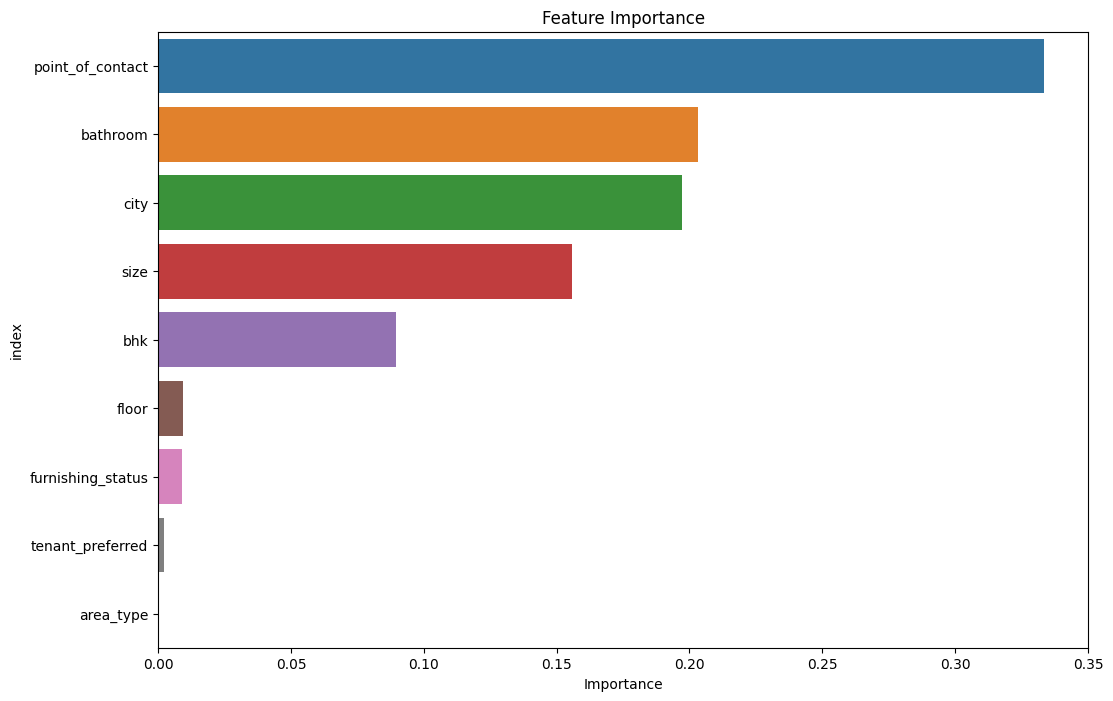 Feature Importance
point_of_contact
bathroom
city
size
bhk
floor
furnishing_status
tenant_preferred
area_type
index
0.00 0.05 0.10 0.15 0.20 0.25 0.30 0.35
Importance